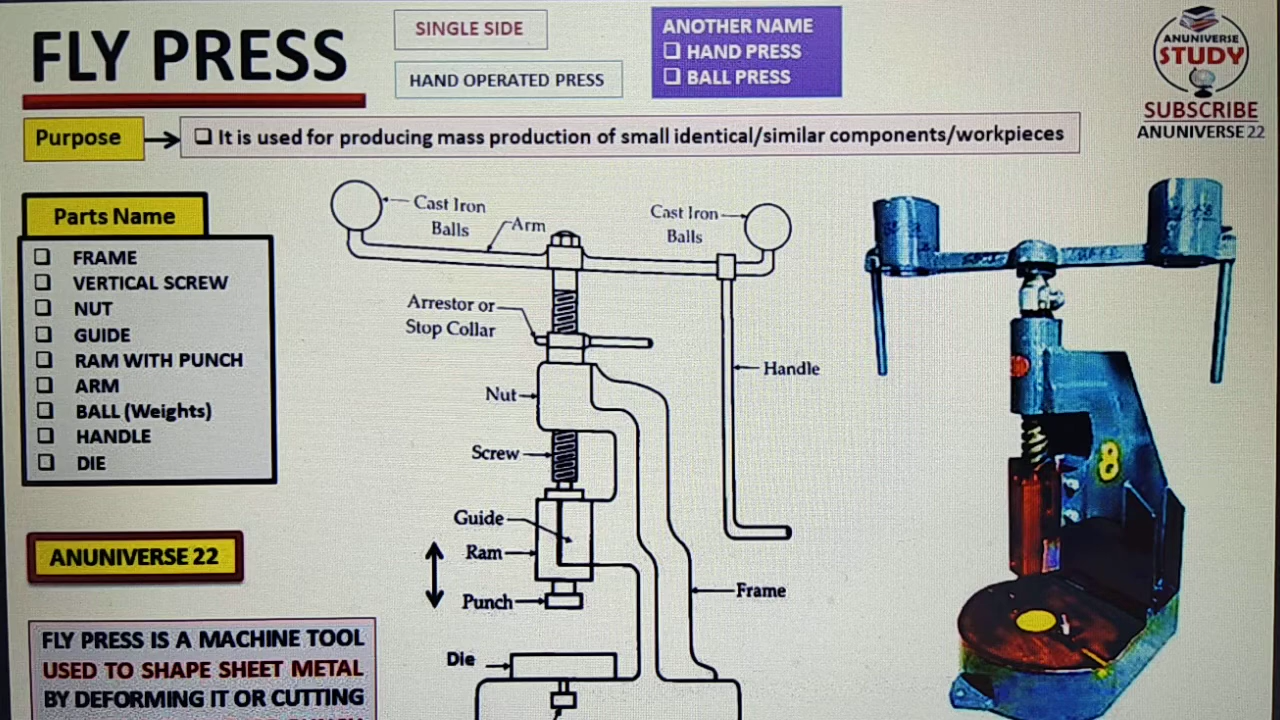 FLY PRESS
SINGLE SIDE
HAND OPERATED PRESS
ANOTHER NAME
❑ HAND PRESS
❑ BALL PRESS
ANUNIVERSE
STUDY
SUBSCRIBE
ANUNIVERSE 22
Purpose
❑ It is used for producing mass production of small identical/similar components/workpieces
Parts Name
❑ FRAME
❑ VERTICAL SCREW
❑ NUT
❑ GUIDE
❑ RAM WITH PUNCH
❑ ARM
❑ BALL (Weights)
❑ HANDLE
❑ DIE
ANUNIVERSE 22
FLY PRESS IS A MACHINE TOOL
USED TO SHAPE SHEET METAL
BY DEFORMING IT OR CUTTING
Cast Iron
Balls
Arm
Cast Iron
Balls
Arrestor or
Stop Collar
Nut
Handle
Screw
Guide
Ram
Punch
Frame
Die
8